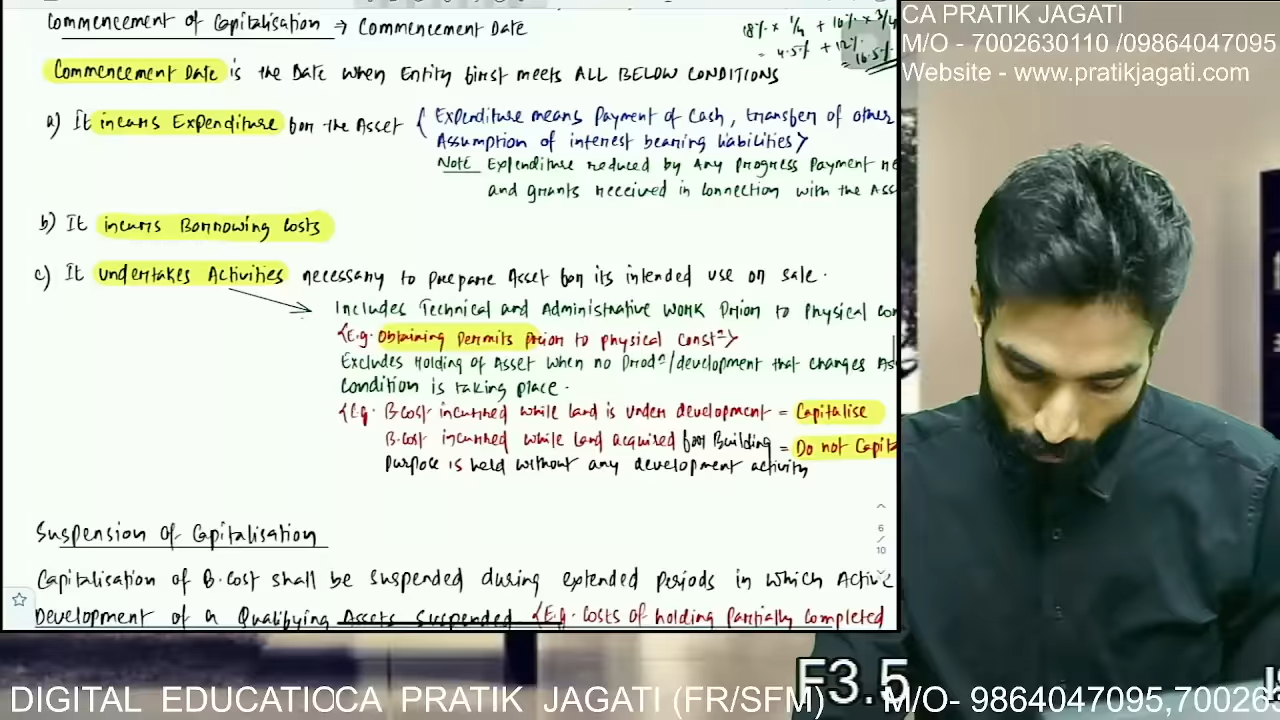 Commencement of Capitalisation → Commencement Date
18% x 1/4 + 16% x 3/4
= 4.5% + 12%
= 16.5%
Commencement Date is the Date when Entity first meets ALL BELOW CONDITIONS
a) It incurs Expenditure for the Asset { Expenditure means Payment of Cash, transfer of other
Assumption of interest bearing liabilities}
Note Expenditure reduced by Any Progress Payment
and grants received in Connection with the
b) It incurs Borrowing Costs
c) It undertakes Activities necessary to prepare Asset for its intended use or sale.
Includes Technical and Administrative work Prior to Physical
{E.g. Obtaining Permits prior to physical constn}
Excludes Holding of Asset when no Prodn/development that changes
Condition is taking place.
{Eg. B.cost incurred while land is under development = Capitalise
B.cost incurred while land acquired for Building = Do not
purpose is held without any development activity
6
/
10
Suspension of Capitalisation
Capitalisation of B.cost shall be suspended during extended periods in which Active
Development of a Qualifying Assets Suspended {E.g. Costs of holding Partially completed
CA PRATIK JAGATI
M/O - 7002630110 /09864047095
Website - www.pratikjagati.com
F3.5
DIGITAL EDUCATIOCA PRATIK JAGATI (FR/SFM) M/O- 9864047095,70026